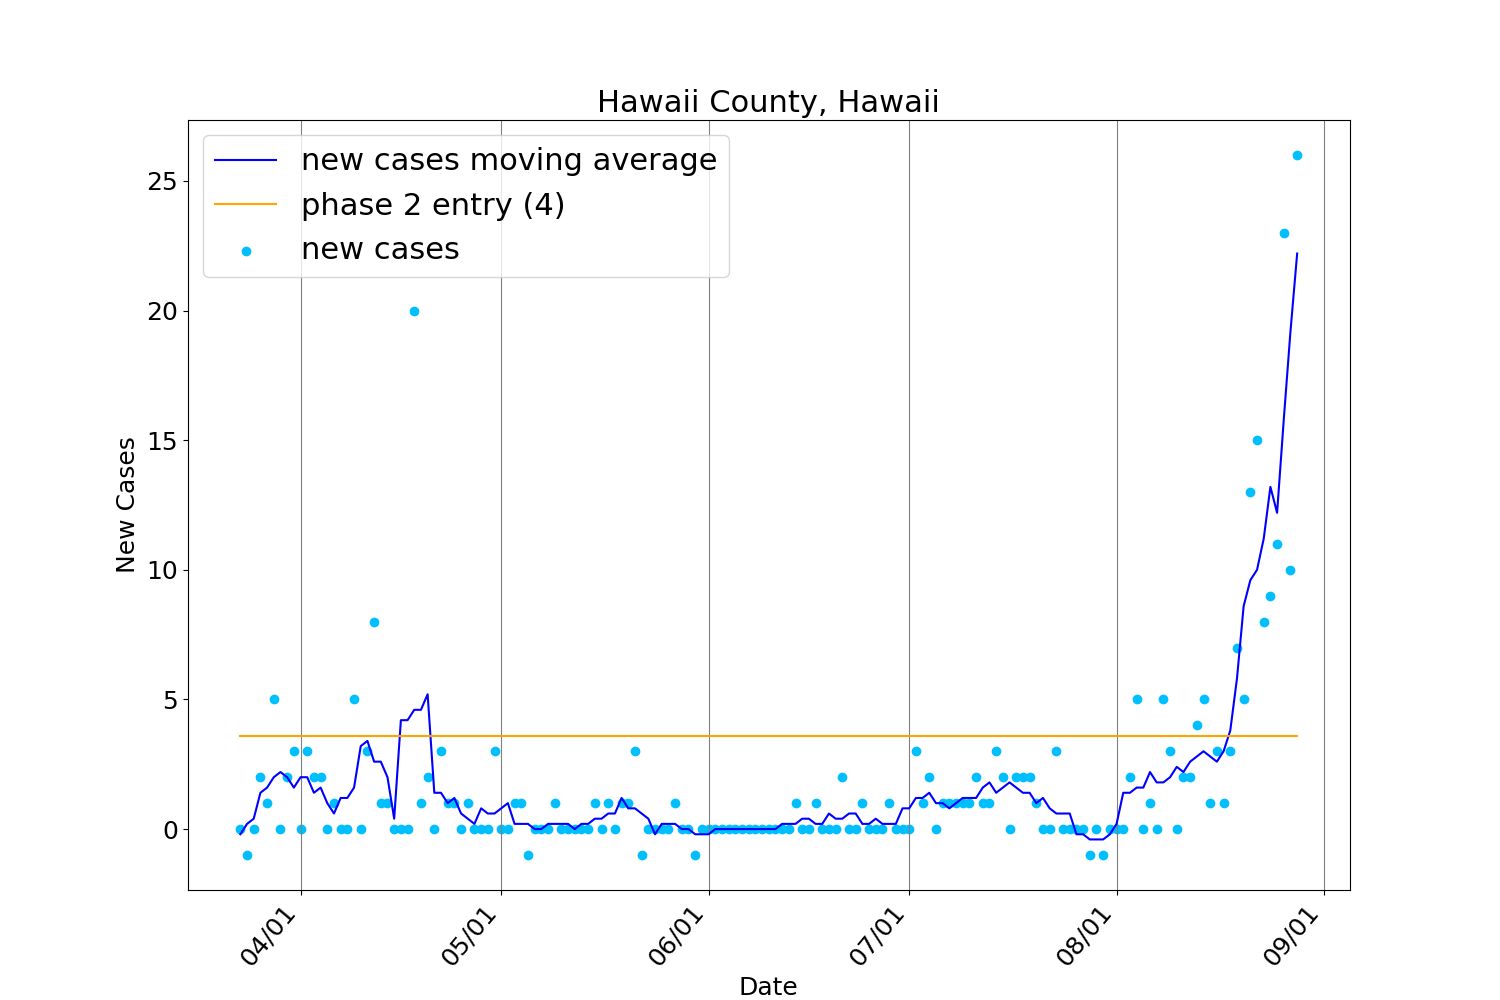 Hawaii County, Hawaii
new cases moving average
phase 2 entry (4)
new cases
25
20
15
10
5
0
New Cases
04/01
05/01
06/01
07/01
08/01
09/01
Date